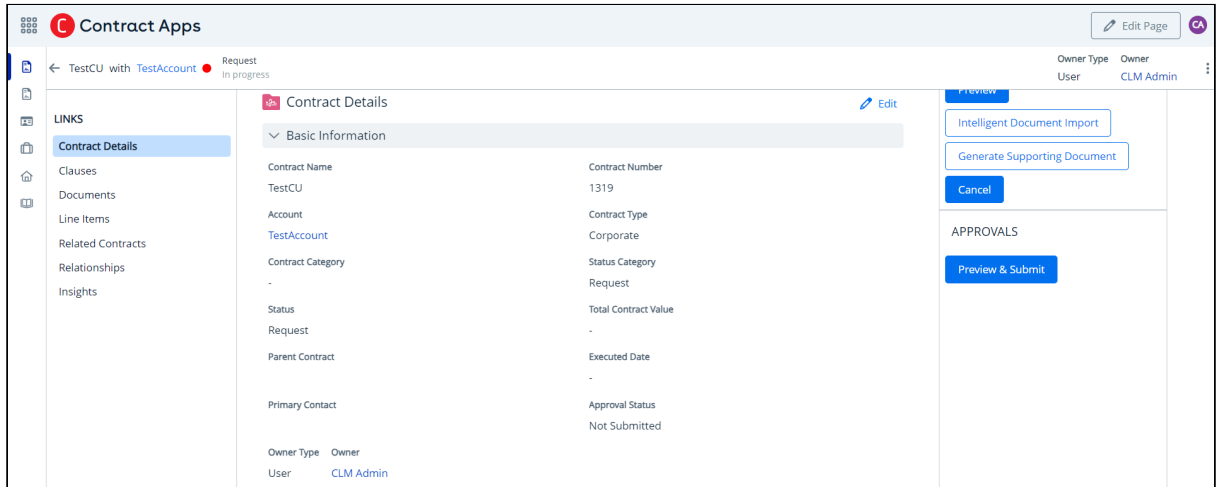 Contract Apps
Edit Page
CA
TestCU with TestAccount
Request
In progress
Owner Type Owner
User CLM Admin
LINKS
Contract Details
Clauses
Documents
Line Items
Related Contracts
Relationships
Insights
Contract Details
Edit
Basic Information
Contract Name Contract Number
TestCU 1319
Account Contract Type
TestAccount Corporate
Contract Category Status Category
- Request
Status Total Contract Value
Request -
Parent Contract Executed Date
-
Primary Contact Approval Status
Not Submitted
Owner Type Owner
User CLM Admin
Preview
Intelligent Document Import
Generate Supporting Document
Cancel
APPROVALS
Preview & Submit